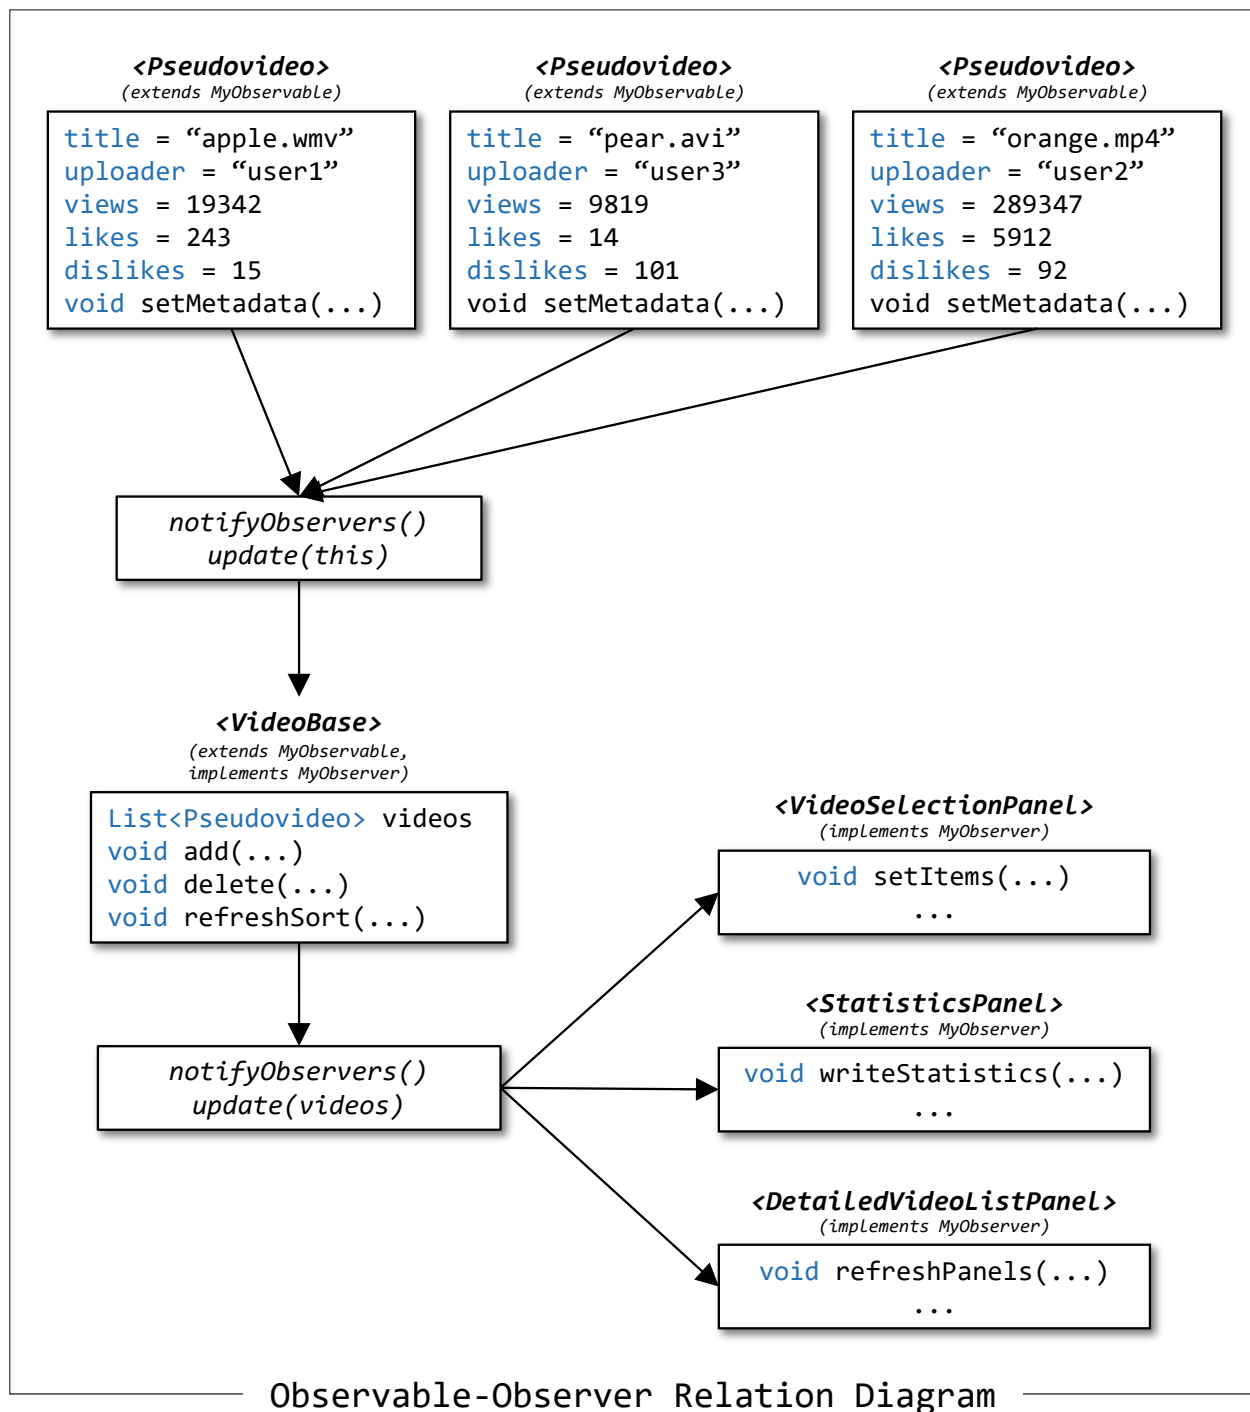 <Pseudovideo>
(extends MyObservable)
title = “apple.wmv”
uploader = “user1”
views = 19342
likes = 243
dislikes = 15
void setMetadata(...)
<Pseudovideo>
(extends MyObservable)
title = “pear.avi”
uploader = “user3”
views = 9819
likes = 14
dislikes = 101
void setMetadata(...)
<Pseudovideo>
(extends MyObservable)
title = “orange.mp4”
uploader = “user2”
views = 289347
likes = 5912
dislikes = 92
void setMetadata(...)
notifyObservers()
update(this)
<VideoBase>
(extends MyObservable,
implements MyObserver)
List<Pseudovideo> videos
void add(...)
void delete(...)
void refreshSort(...)
notifyObservers()
update(videos)
<VideoSelectionPanel>
(implements MyObserver)
void setItems(...)
...
<StatisticsPanel>
(implements MyObserver)
void writeStatistics(...)
...
<DetailedVideoListPanel>
(implements MyObserver)
void refreshPanels(...)
...
Observable-Observer Relation Diagram